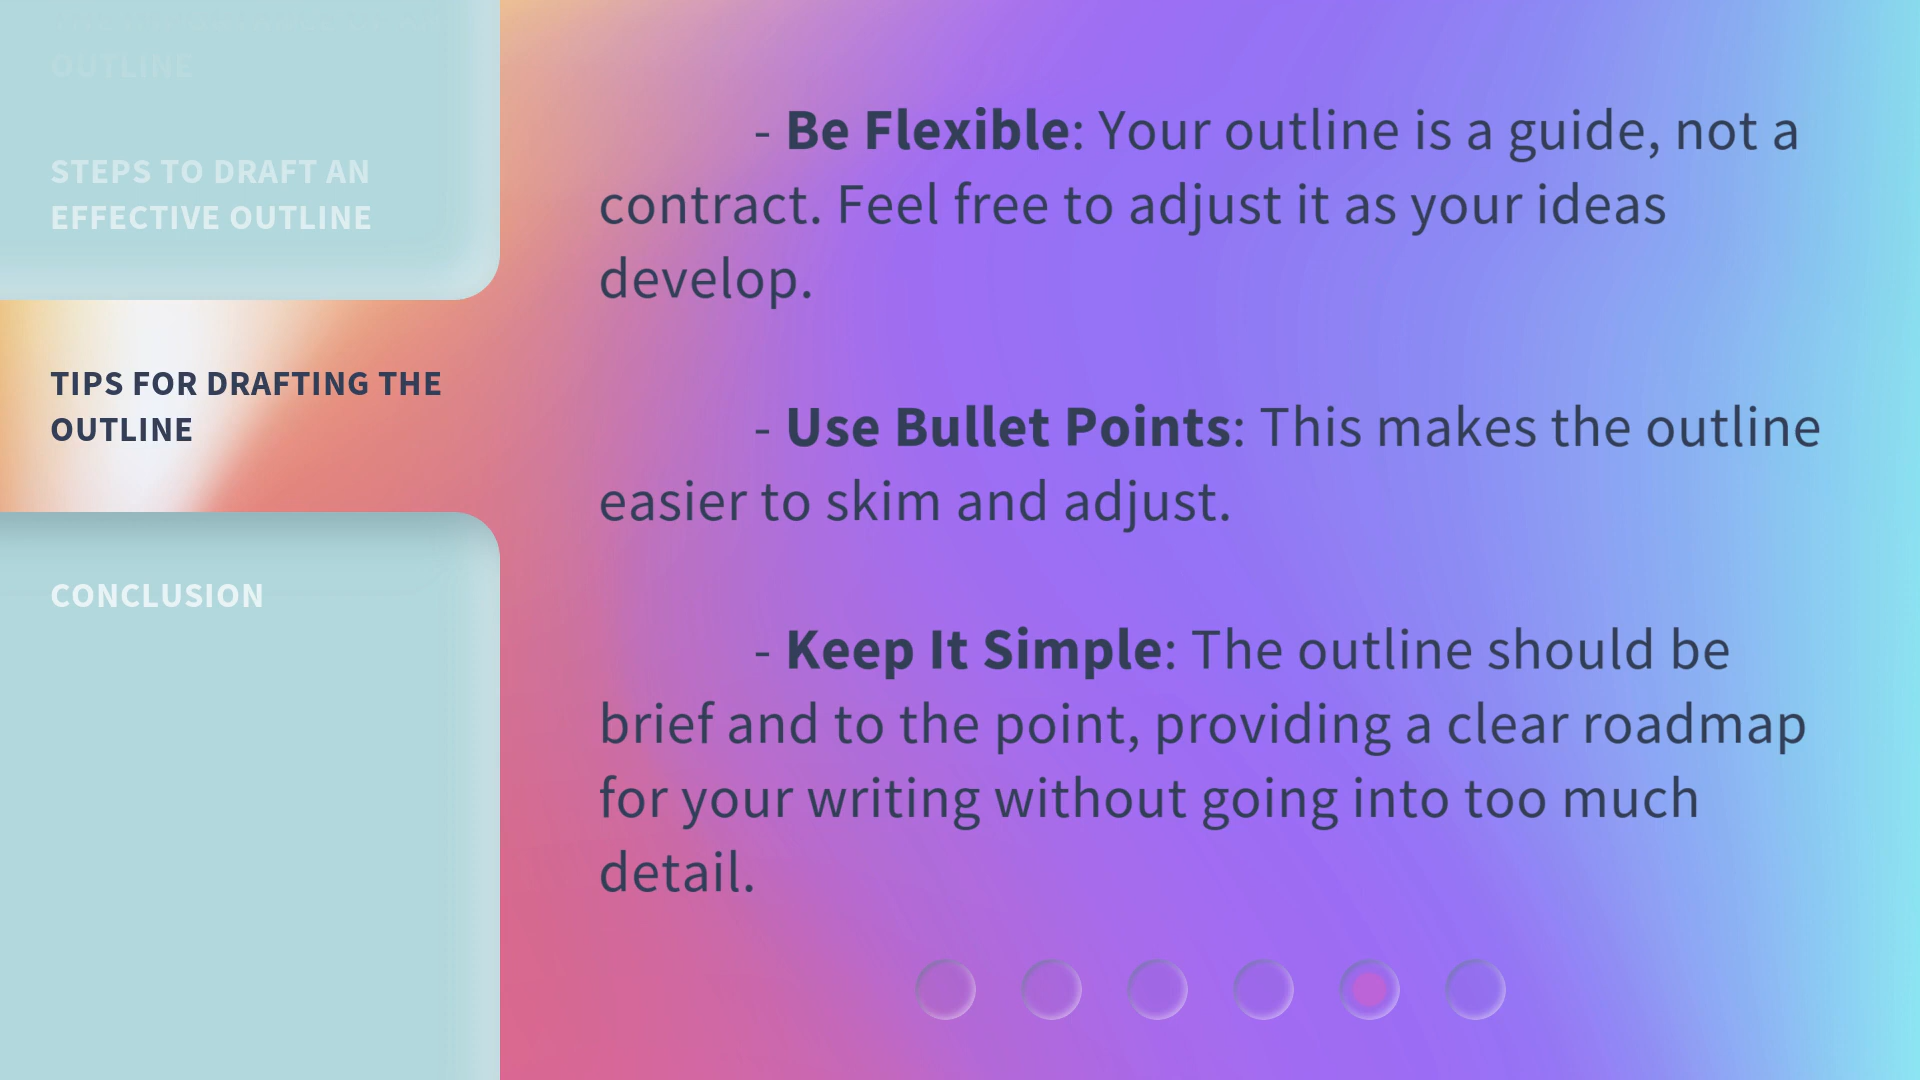 OUTLINE
STEPS TO DRAFT AN
EFFECTIVE OUTLINE
TIPS FOR DRAFTING THE
OUTLINE
CONCLUSION
- Be Flexible: Your outline is a guide, not a
contract. Feel free to adjust it as your ideas
develop.
- Use Bullet Points: This makes the outline
easier to skim and adjust.
- Keep It Simple: The outline should be
brief and to the point, providing a clear roadmap
for your writing without going into too much
detail.